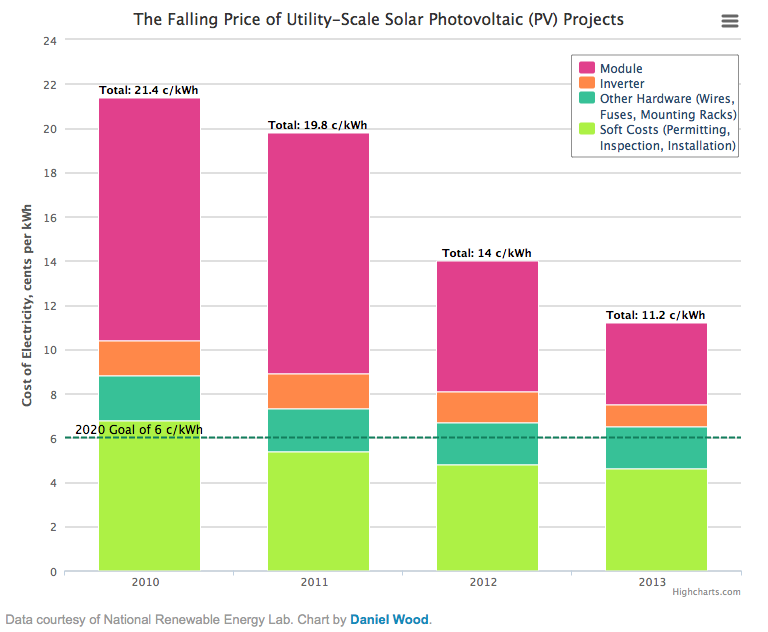 The Falling Price of Utility-Scale Solar Photovoltaic (PV) Projects
24
22
20
18
16
14
12
10
8
6
4
2
0
Cost of Electricity, cents per kWh
Module
Inverter
Other Hardware (Wires,
Fuses, Mounting Racks)
Soft Costs (Permitting,
Inspection, Installation)
Total: 21.4 c/kWh
Total: 19.8 c/kWh
Total: 14 c/kWh
Total: 11.2 c/kWh
2020 Goal of 6 c/kWh
2010
2011
2012
2013
Highcharts.com
Data courtesy of National Renewable Energy Lab. Chart by Daniel Wood.